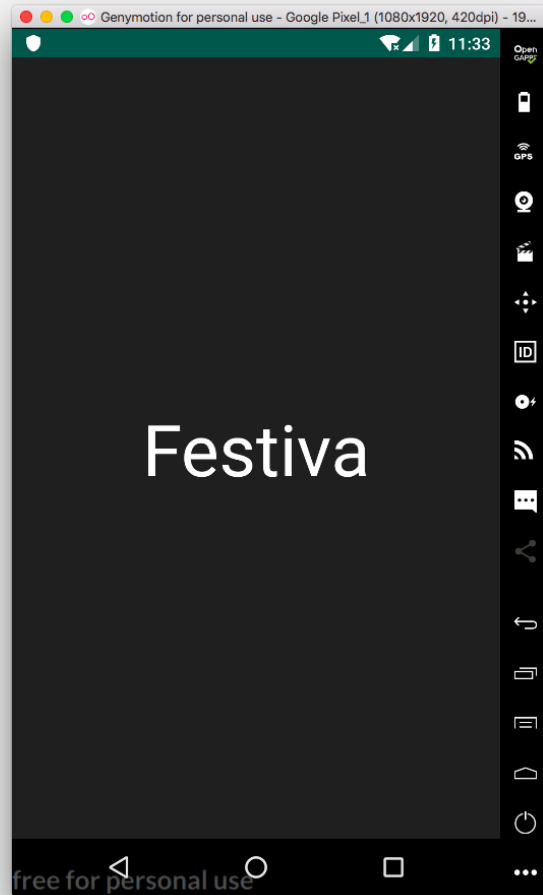 Genymotion for personal use - Google Pixel_1 (1080x1920, 420dpi) - 19...
11:33
Open
GAPPS
GPS
ID
Festiva
free for personal use